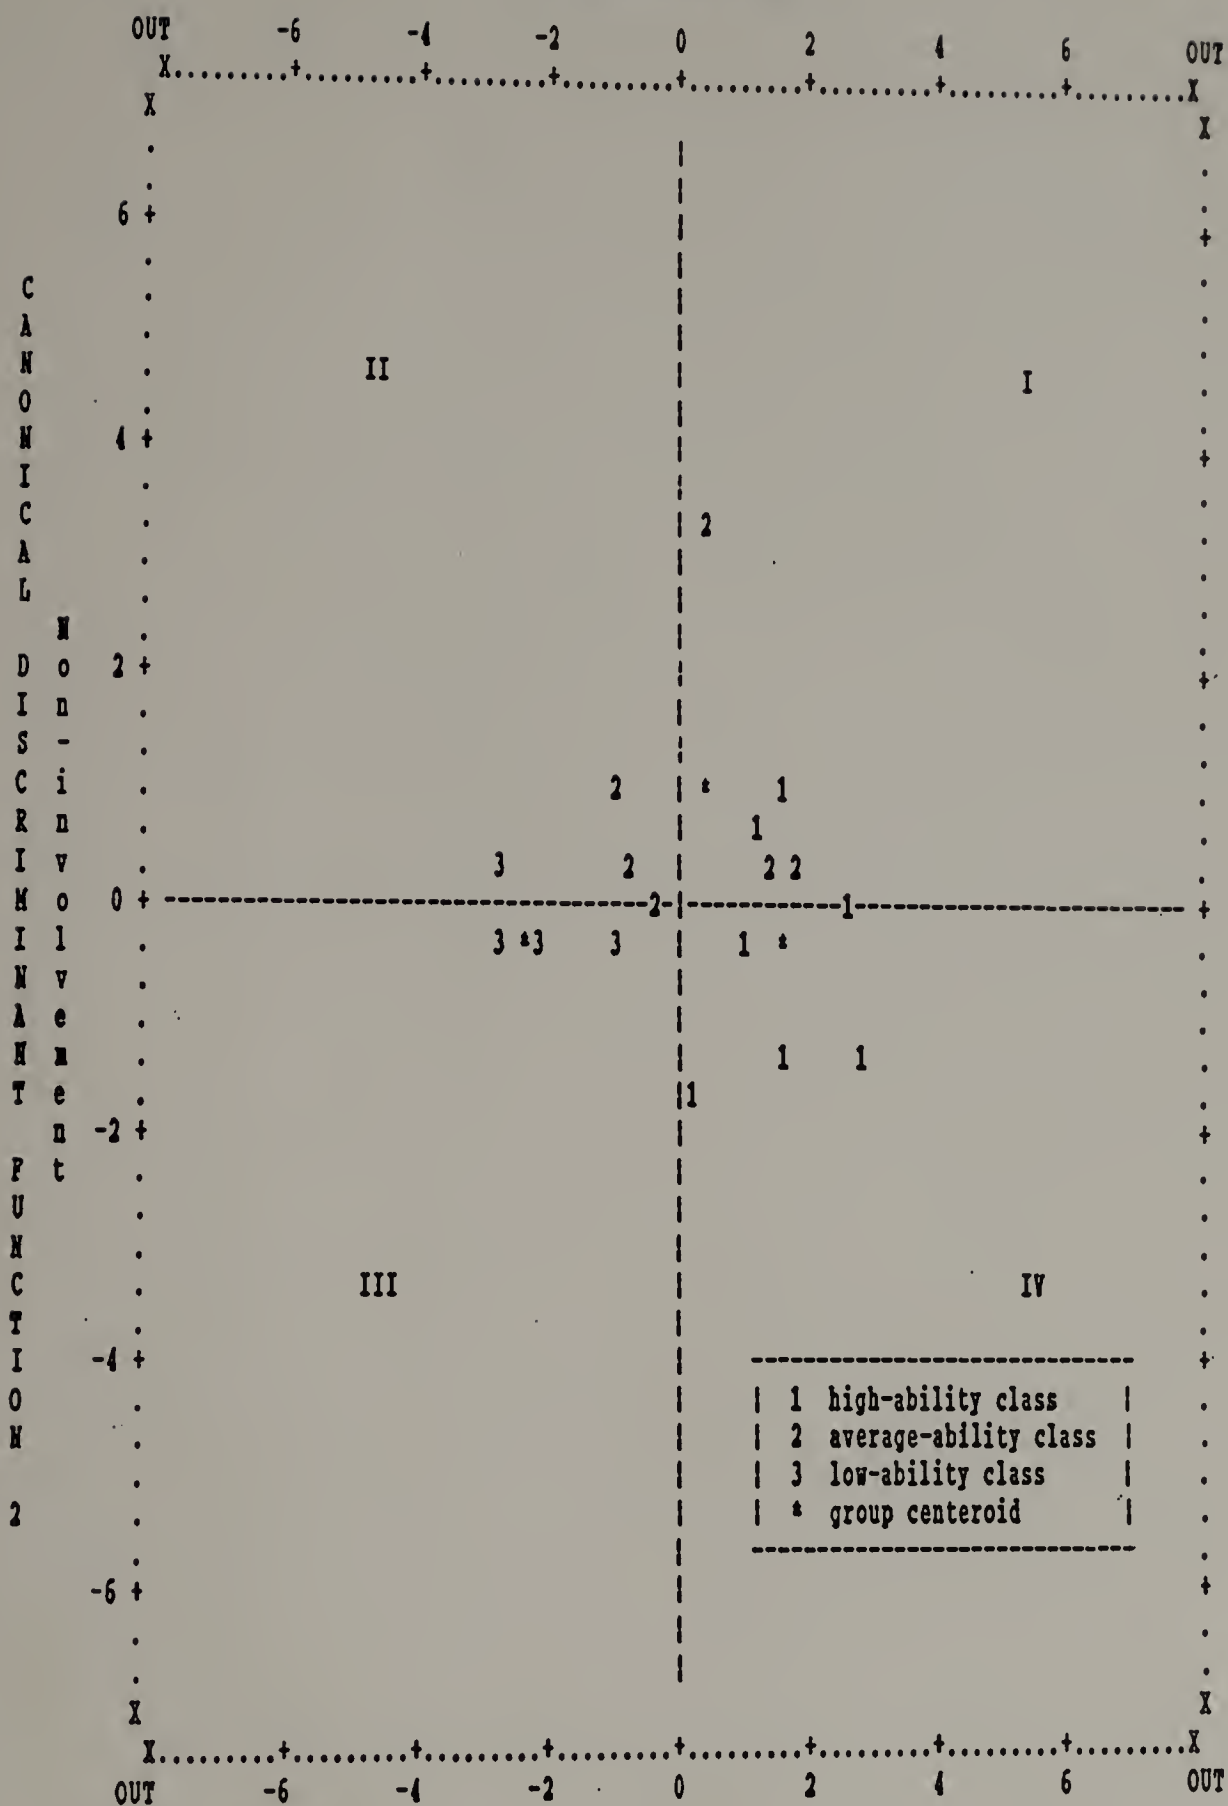 OUT -6 -4 -2 0 2 4 6 OUT
X.........+.........+.........+.........+.........+.........+.........+.........X
X X
6 +
II I
4 +
2
2 +
2 * 1
1
3 2 2 2
0 + ---2-|---1---
3 *3 3 1 *
1 1
1
-2 +
III IV
-4 +
1 high-ability class
2 average-ability class
3 low-ability class
* group centeroid
-6 +
X X
X.........+.........+.........+.........+.........+.........+.........+.........X
OUT -6 -4 -2 0 2 4 6 OUT
CANONICAL DISCRIMINANT FUNCTION 2
Non-involvement